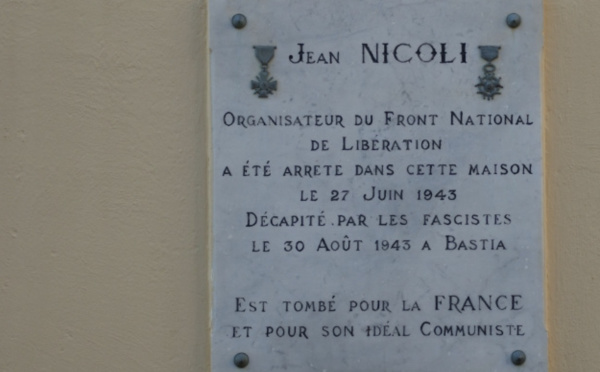 Jean NICOLI
Organisateur du Front National
de Libération
a été arrete dans cette maison
le 27 Juin 1943
Décapité par les fascistes
le 30 Août 1943 a Bastia
Est tombé pour la FRANCE
et pour son idéal Communiste